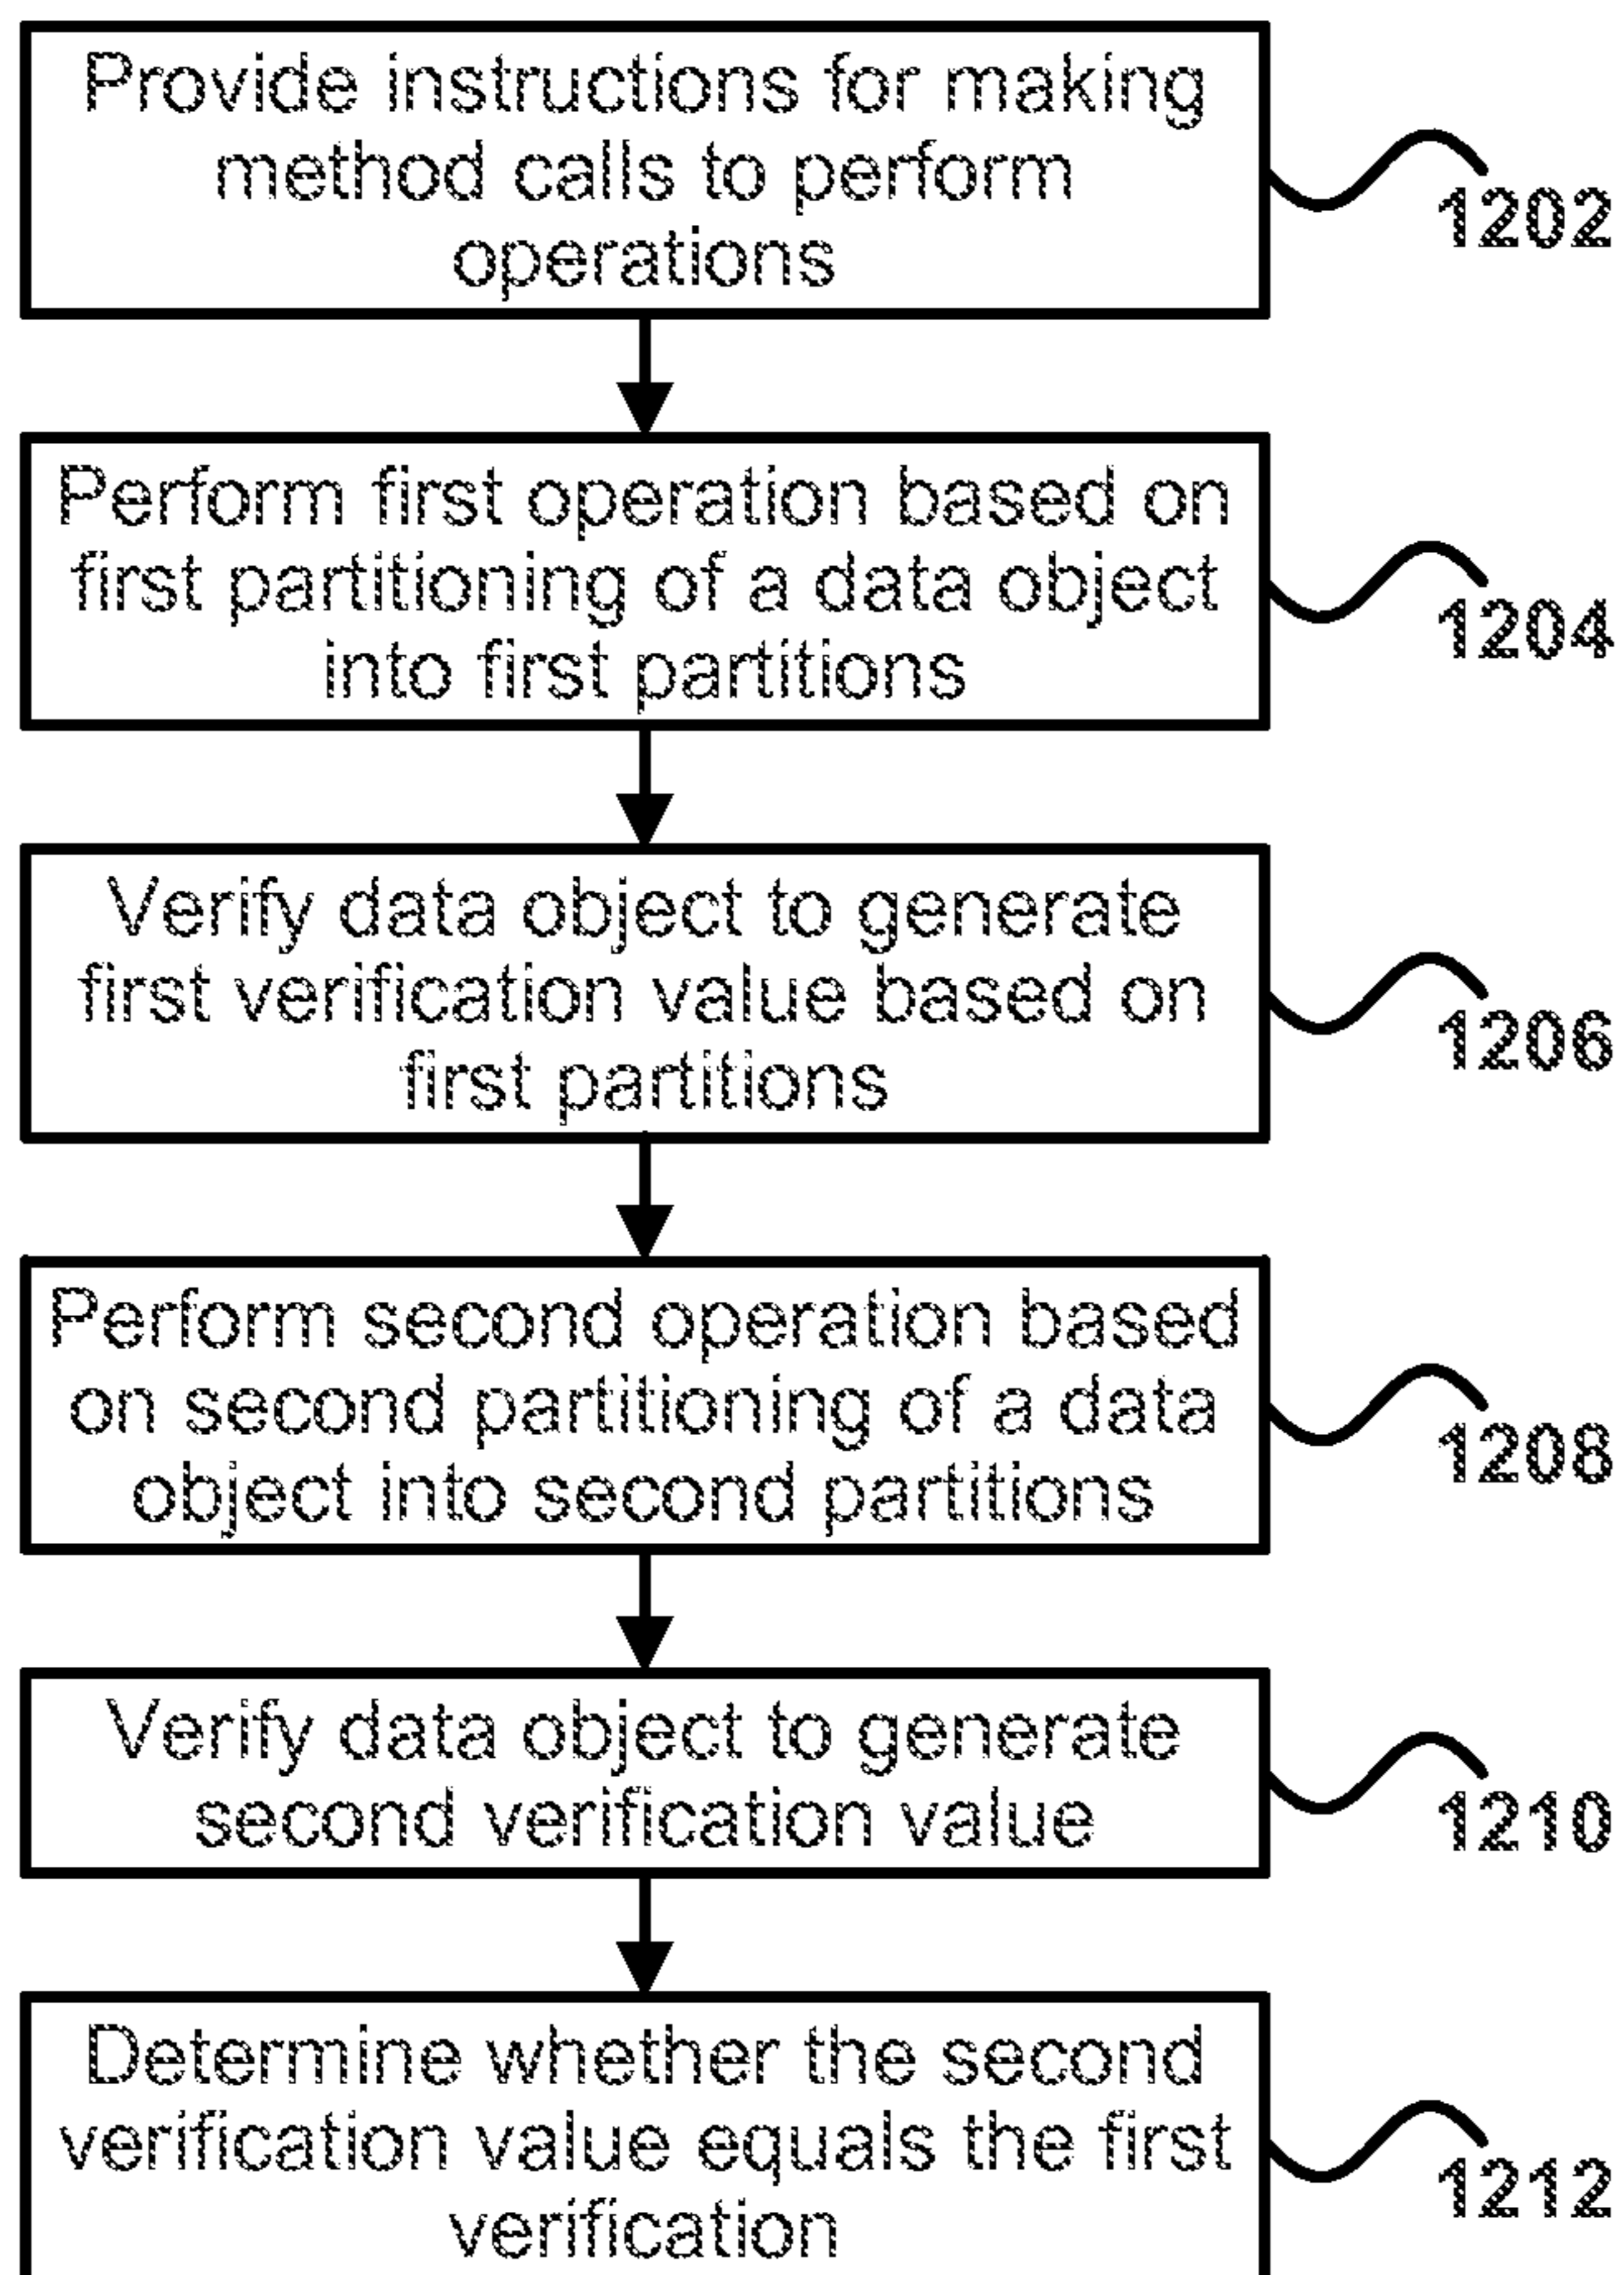 Provide instructions for making
method calls to perform
operations
1202
Perform first operation based on
first partitioning of a data object
into first partitions
1204
Verify data object to generate
first verification value based on
first partitions
1206
Perform second operation based
on second partitioning of a data
object into second partitions
1208
Verify data object to generate
second verification value
1210
Determine whether the second
verification value equals the first
verification
1212